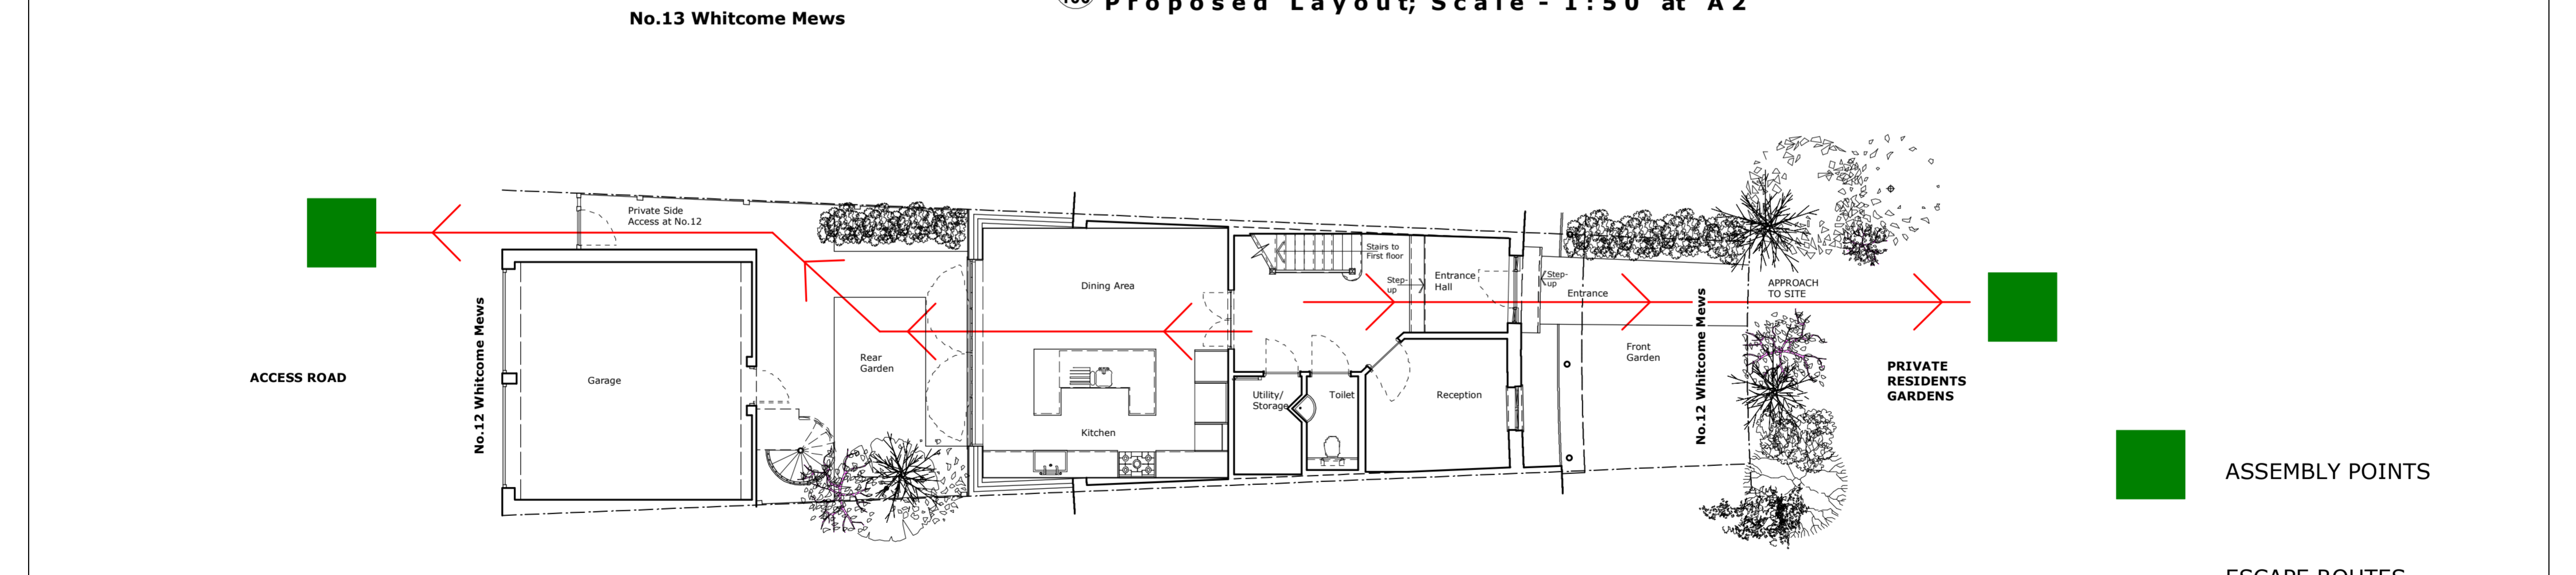 No.13 Whitcome Mews
Proposed Layout; Scale - 1:50 at A2
Private Side
Access at No.12
Stairs to
First floor
Step-
up
Entrance
Hall
Step-
up
Entrance
APPROACH
TO SITE
Dining Area
No.12 Whitcome Mews
ACCESS ROAD
Garage
Rear
Garden
Kitchen
Utility/
Storage
Toilet
Reception
Front
Garden
No.12 Whitcome Mews
PRIVATE
RESIDENTS
GARDENS
ASSEMBLY POINTS
ESCAPE ROUTES